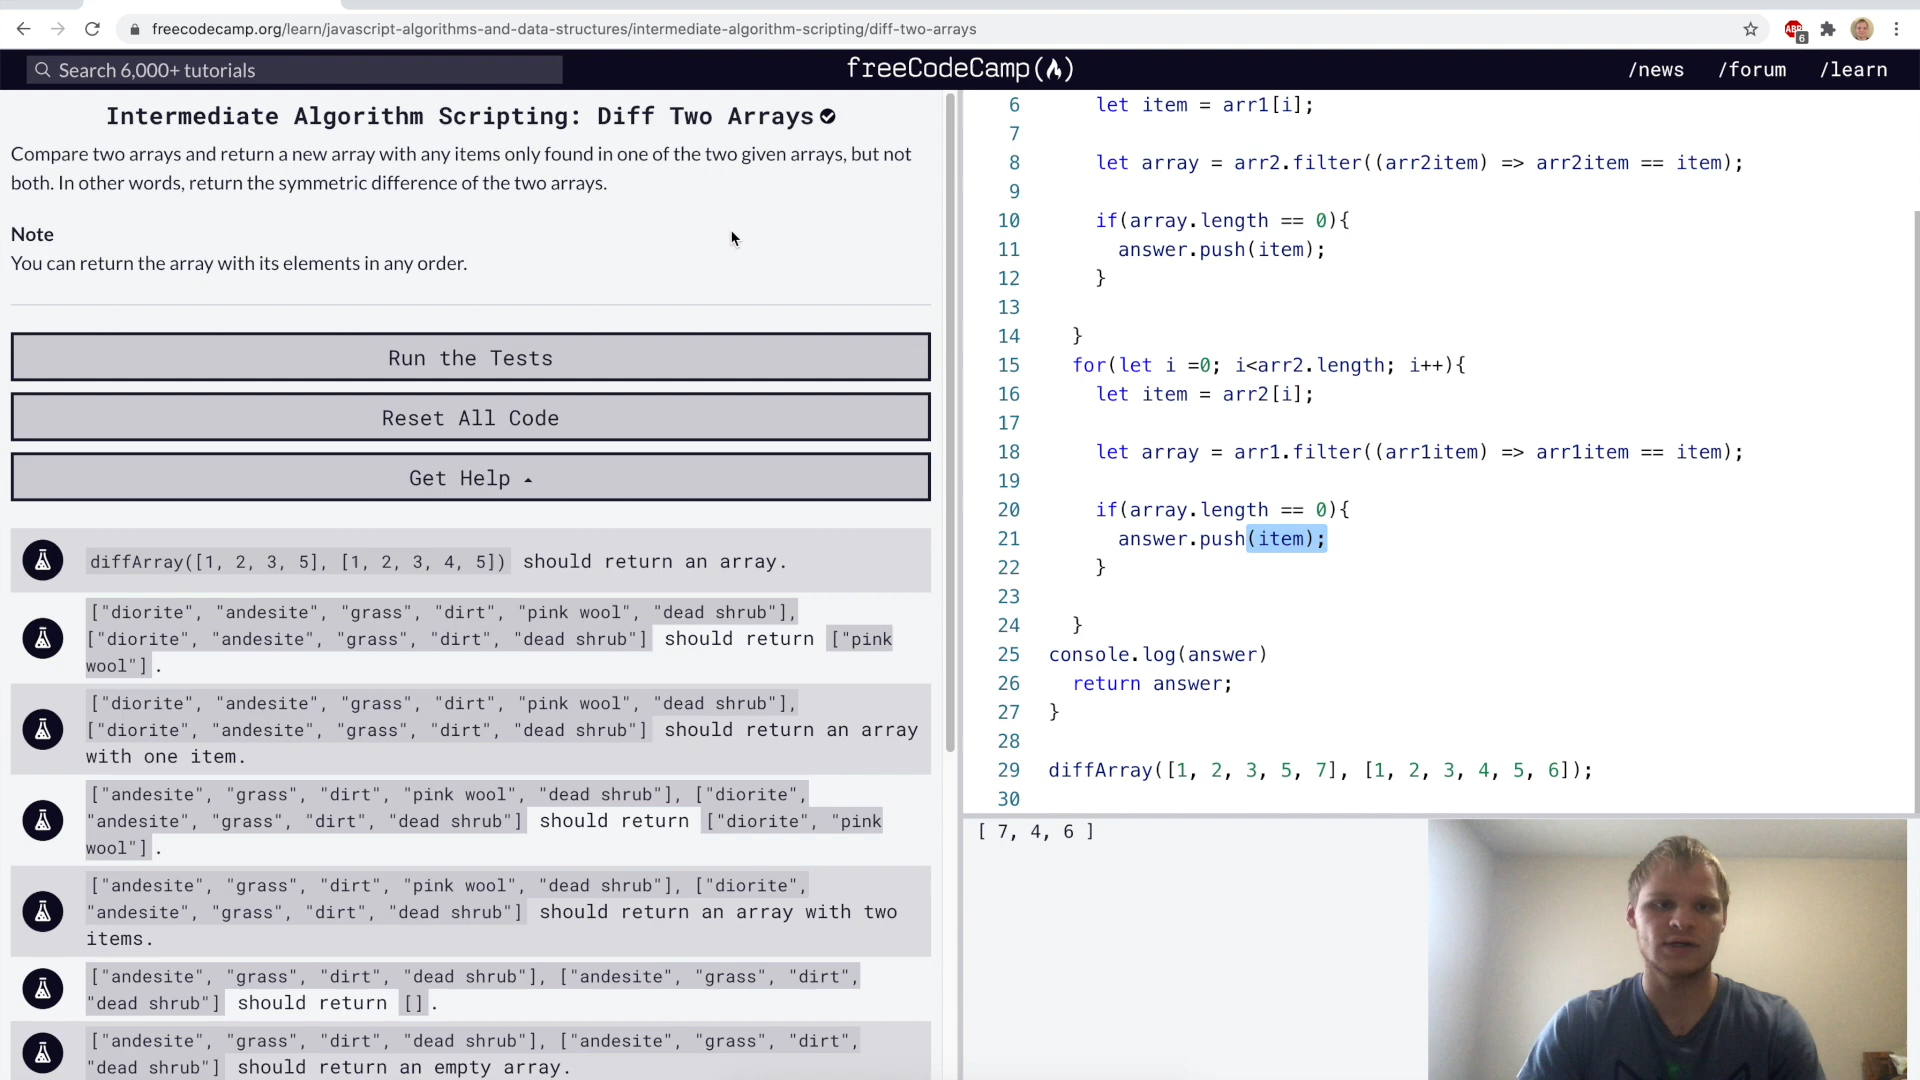 freecodecamp.org/learn/javascript-algorithms-and-data-structures/intermediate-algorithm-scripting/diff-two-arrays
ABP
6
Search 6,000+ tutorials
freeCodeCamp
/news
/forum
/learn
Intermediate Algorithm Scripting: Diff Two Arrays
Compare two arrays and return a new array with any items only found in one of the two given arrays, but not
both. In other words, return the symmetric difference of the two arrays.
Note
You can return the array with its elements in any order.
Run the Tests
Reset All Code
Get Help
diffArray([1, 2, 3, 5], [1, 2, 3, 4, 5]) should return an array.
["diorite", "andesite", "grass", "dirt", "pink wool", "dead shrub"],
["diorite", "andesite", "grass", "dirt", "dead shrub"] should return ["pink
wool"].
["diorite", "andesite", "grass", "dirt", "pink wool", "dead shrub"],
["diorite", "andesite", "grass", "dirt", "dead shrub"] should return an array
with one item.
["andesite", "grass", "dirt", "pink wool", "dead shrub"], ["diorite",
"andesite", "grass", "dirt", "dead shrub"] should return ["diorite", "pink
wool"].
["andesite", "grass", "dirt", "pink wool", "dead shrub"], ["diorite",
"andesite", "grass", "dirt", "dead shrub"] should return an array with two
items.
["andesite", "grass", "dirt", "dead shrub"], ["andesite", "grass", "dirt",
"dead shrub"] should return [].
["andesite", "grass", "dirt", "dead shrub"], ["andesite", "grass", "dirt",
"dead shrub"] should return an empty array.
6 let item = arr1[i];
7
8 let array = arr2.filter((arr2item) => arr2item == item);
9
10 if(array.length == 0){
11 answer.push(item);
12 }
13
14 }
15 for(let i =0; i<arr2.length; i++){
16 let item = arr2[i];
17
18 let array = arr1.filter((arr1item) => arr1item == item);
19
20 if(array.length == 0){
21 answer.push(item);
22 }
23
24 }
25 console.log(answer)
26 return answer;
27 }
28
29 diffArray([1, 2, 3, 5, 7], [1, 2, 3, 4, 5, 6]);
30
[ 7, 4, 6 ]